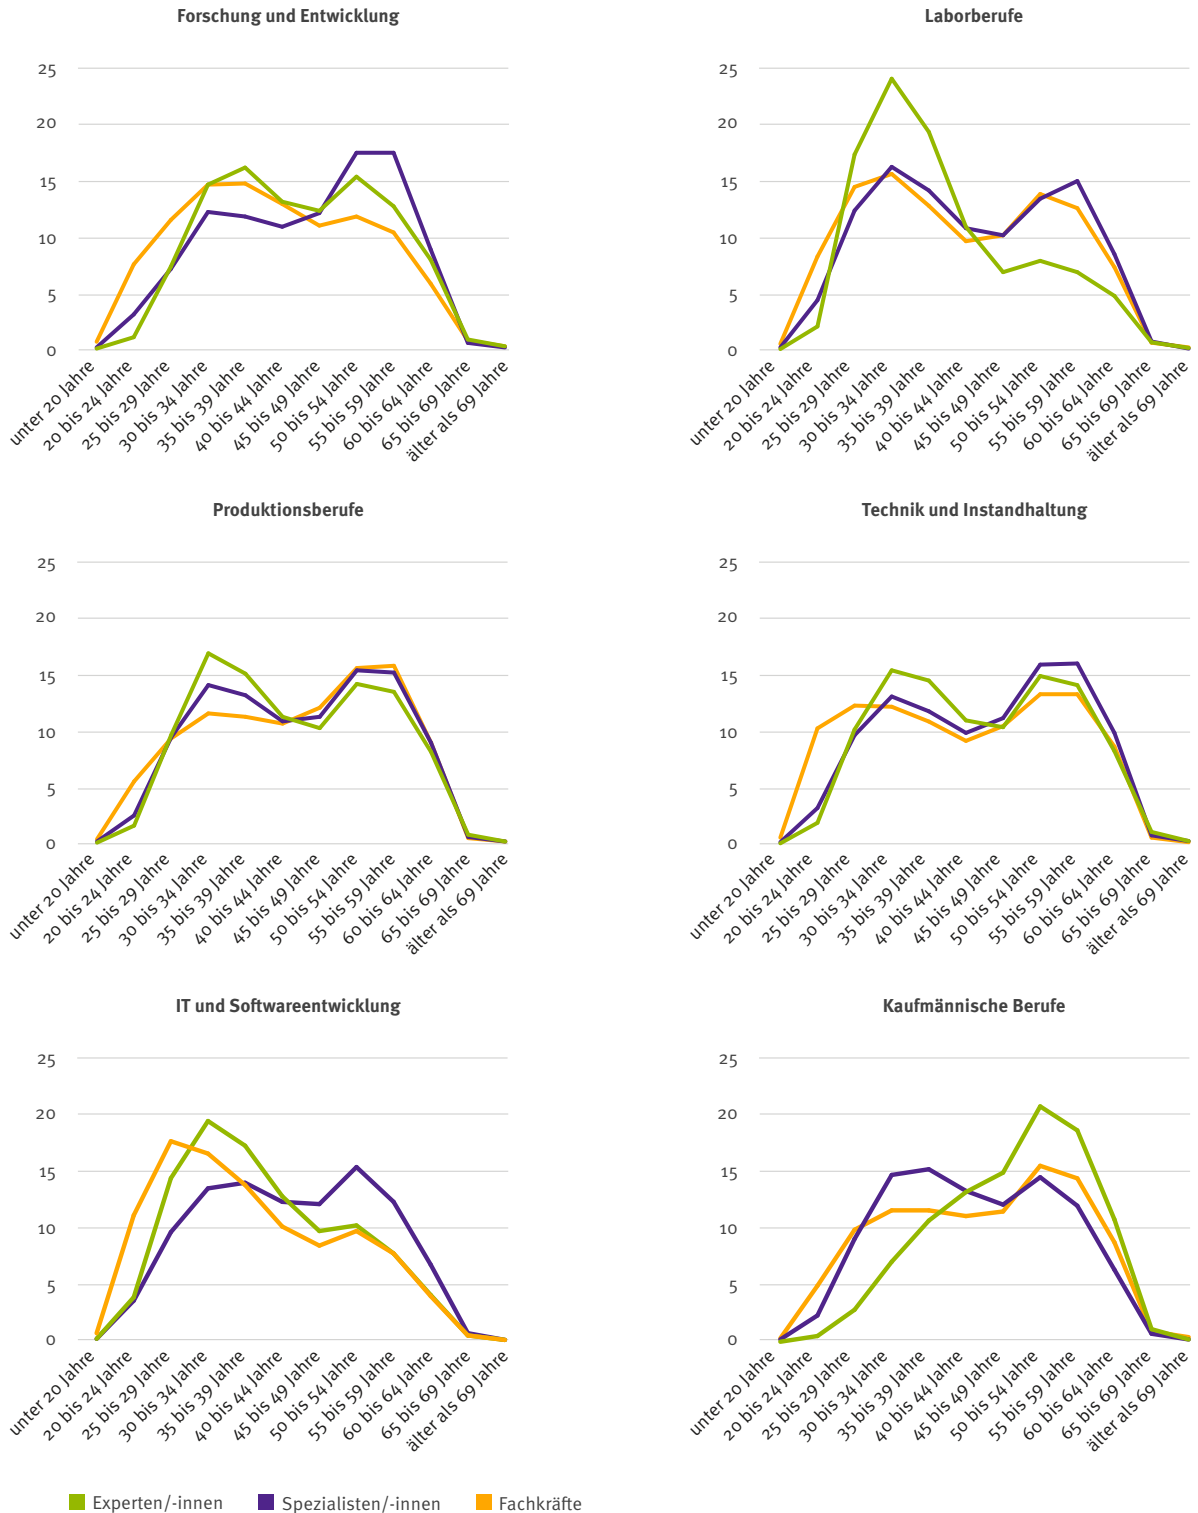 Forschung und Entwicklung
25
20
15
10
5
0
unter 20 Jahre
20 bis 24 Jahre
25 bis 29 Jahre
30 bis 34 Jahre
35 bis 39 Jahre
40 bis 44 Jahre
45 bis 49 Jahre
50 bis 54 Jahre
55 bis 59 Jahre
60 bis 64 Jahre
65 bis 69 Jahre
älter als 69 Jahre
Laborberufe
25
20
15
10
5
0
unter 20 Jahre
20 bis 24 Jahre
25 bis 29 Jahre
30 bis 34 Jahre
35 bis 39 Jahre
40 bis 44 Jahre
45 bis 49 Jahre
50 bis 54 Jahre
55 bis 59 Jahre
60 bis 64 Jahre
65 bis 69 Jahre
älter als 69 Jahre
Produktionsberufe
25
20
15
10
5
0
unter 20 Jahre
20 bis 24 Jahre
25 bis 29 Jahre
30 bis 34 Jahre
35 bis 39 Jahre
40 bis 44 Jahre
45 bis 49 Jahre
50 bis 54 Jahre
55 bis 59 Jahre
60 bis 64 Jahre
65 bis 69 Jahre
älter als 69 Jahre
Technik und Instandhaltung
25
20
15
10
5
0
unter 20 Jahre
20 bis 24 Jahre
25 bis 29 Jahre
30 bis 34 Jahre
35 bis 39 Jahre
40 bis 44 Jahre
45 bis 49 Jahre
50 bis 54 Jahre
55 bis 59 Jahre
60 bis 64 Jahre
65 bis 69 Jahre
älter als 69 Jahre
IT und Softwareentwicklung
25
20
15
10
5
0
unter 20 Jahre
20 bis 24 Jahre
25 bis 29 Jahre
30 bis 34 Jahre
35 bis 39 Jahre
40 bis 44 Jahre
45 bis 49 Jahre
50 bis 54 Jahre
55 bis 59 Jahre
60 bis 64 Jahre
65 bis 69 Jahre
älter als 69 Jahre
Kaufmännische Berufe
25
20
15
10
5
0
unter 20 Jahre
20 bis 24 Jahre
25 bis 29 Jahre
30 bis 34 Jahre
35 bis 39 Jahre
40 bis 44 Jahre
45 bis 49 Jahre
50 bis 54 Jahre
55 bis 59 Jahre
60 bis 64 Jahre
65 bis 69 Jahre
älter als 69 Jahre
Experten/-innen Spezialisten/-innen Fachkräfte